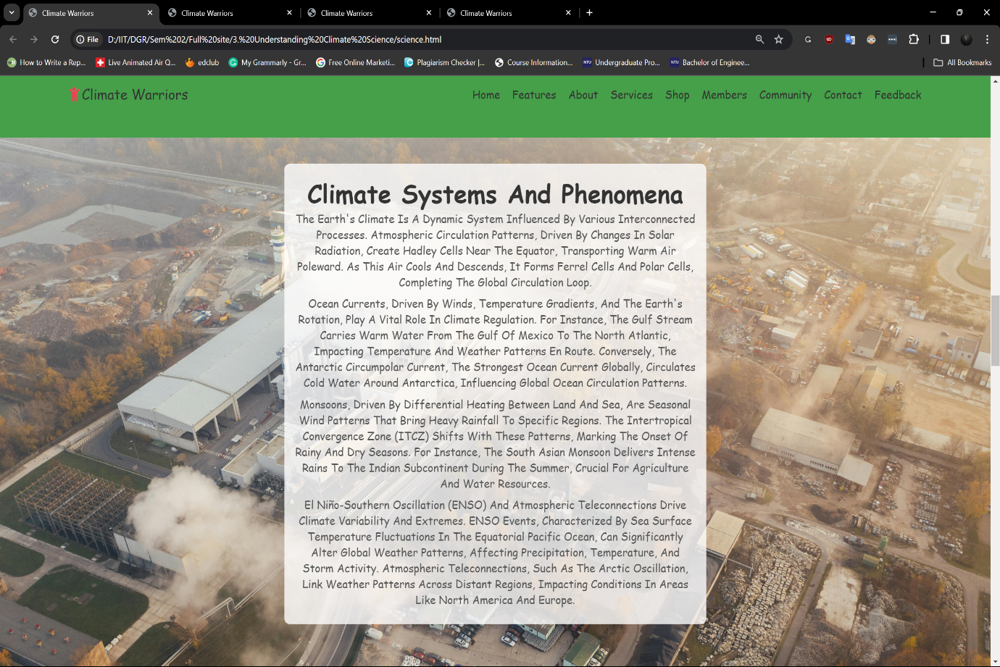 Climate Warriors
Climate Warriors
Climate Warriors
Climate Warriors
File D:/IIT/DGR/Sem%202/Full%20site/3.%20Understanding%20Climate%20Science/science.html
How to Write a Rep... Live Animated Air Q... edclub My Grammarly - Gr... Free Online Marketi... Plagiarism Checker |... Course Information... NTU Undergraduate Pro... NTU Bachelor of Enginee... All Bookmarks
Climate Warriors Home Features About Services Shop Members Community Contact Feedback
Climate Systems And Phenomena
The Earth's Climate Is A Dynamic System Influenced By Various Interconnected
Processes. Atmospheric Circulation Patterns, Driven By Changes In Solar
Radiation, Create Hadley Cells Near The Equator, Transporting Warm Air
Poleward. As This Air Cools And Descends, It Forms Ferrel Cells And Polar Cells,
Completing The Global Circulation Loop.
Ocean Currents, Driven By Winds, Temperature Gradients, And The Earth's
Rotation, Play A Vital Role In Climate Regulation. For Instance, The Gulf Stream
Carries Warm Water From The Gulf Of Mexico To The North Atlantic,
Impacting Temperature And Weather Patterns En Route. Conversely, The
Antarctic Circumpolar Current, The Strongest Ocean Current Globally, Circulates
Cold Water Around Antarctica, Influencing Global Ocean Circulation Patterns.
Monsoons, Driven By Differential Heating Between Land And Sea, Are Seasonal
Wind Patterns That Bring Heavy Rainfall To Specific Regions. The Intertropical
Convergence Zone (ITCZ) Shifts With These Patterns, Marking The Onset Of
Rainy And Dry Seasons. For Instance, The South Asian Monsoon Delivers Intense
Rains To The Indian Subcontinent During The Summer, Crucial For Agriculture
And Water Resources.
El Niño-Southern Oscillation (ENSO) And Atmospheric Teleconnections Drive
Climate Variability And Extremes. ENSO Events, Characterized By Sea Surface
Temperature Fluctuations In The Equatorial Pacific Ocean, Can Significantly
Alter Global Weather Patterns, Affecting Precipitation, Temperature, And
Storm Activity. Atmospheric Teleconnections, Such As The Arctic Oscillation,
Link Weather Patterns Across Distant Regions, Impacting Conditions In Areas
Like North America And Europe.